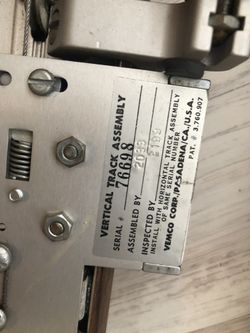 VERTICAL TRACK ASSEMBLY
SERIAL # 76898
ASSEMBLED BY
INSPECTED BY
INSTALL WITH HORIZONTAL TRACK ASSEMBLY
OF SAME SERIAL NUMBER
VEMCO CORP./PASADENA/CA./U.S.A.
PAT. # 3,760,907